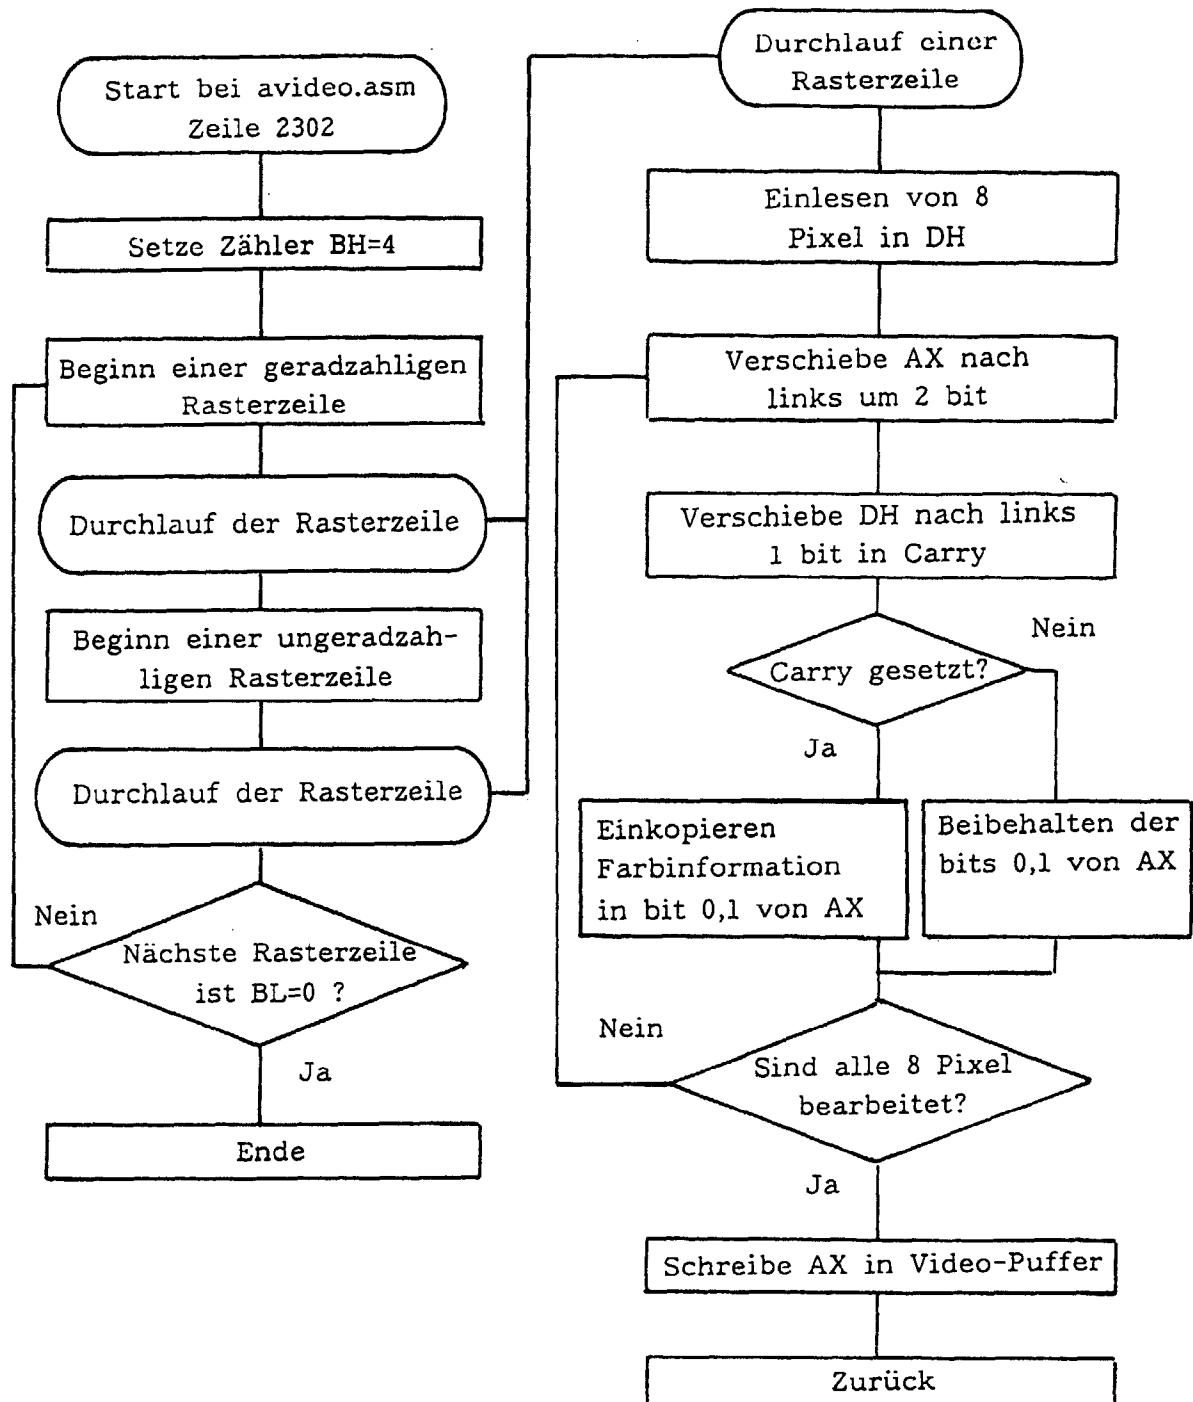 Start bei avideo.asm
Zeile 2302
Setze Zähler BH=4
Beginn einer geradzahligen
Rasterzeile
Durchlauf der Rasterzeile
Beginn einer ungeradzah-
ligen Rasterzeile
Durchlauf der Rasterzeile
Nein
Nächste Rasterzeile
ist BL=0 ?
Ja
Ende
Durchlauf einer
Rasterzeile
Einlesen von 8
Pixel in DH
Verschiebe AX nach
links um 2 bit
Verschiebe DH nach links
1 bit in Carry
Nein
Carry gesetzt?
Ja
Einkopieren
Farbinformation
in bit 0,1 von AX
Beibehalten der
bits 0,1 von AX
Nein
Sind alle 8 Pixel
bearbeitet?
Ja
Schreibe AX in Video-Puffer
Zurück